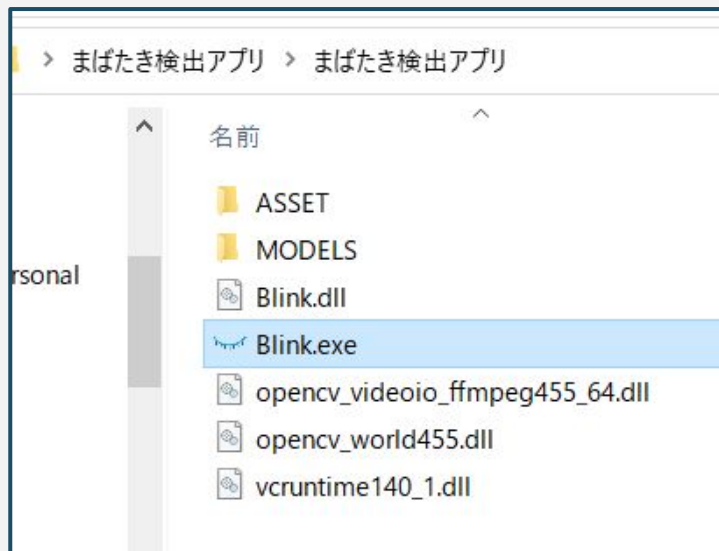 > まばたき検出アプリ > まばたき検出アプリ
名前
ASSET
MODELS
rsonal
Blink.dll
Blink.exe
opencv_videoio_ffmpeg455_64.dll
opencv_world455.dll
vcruntime140_1.dll